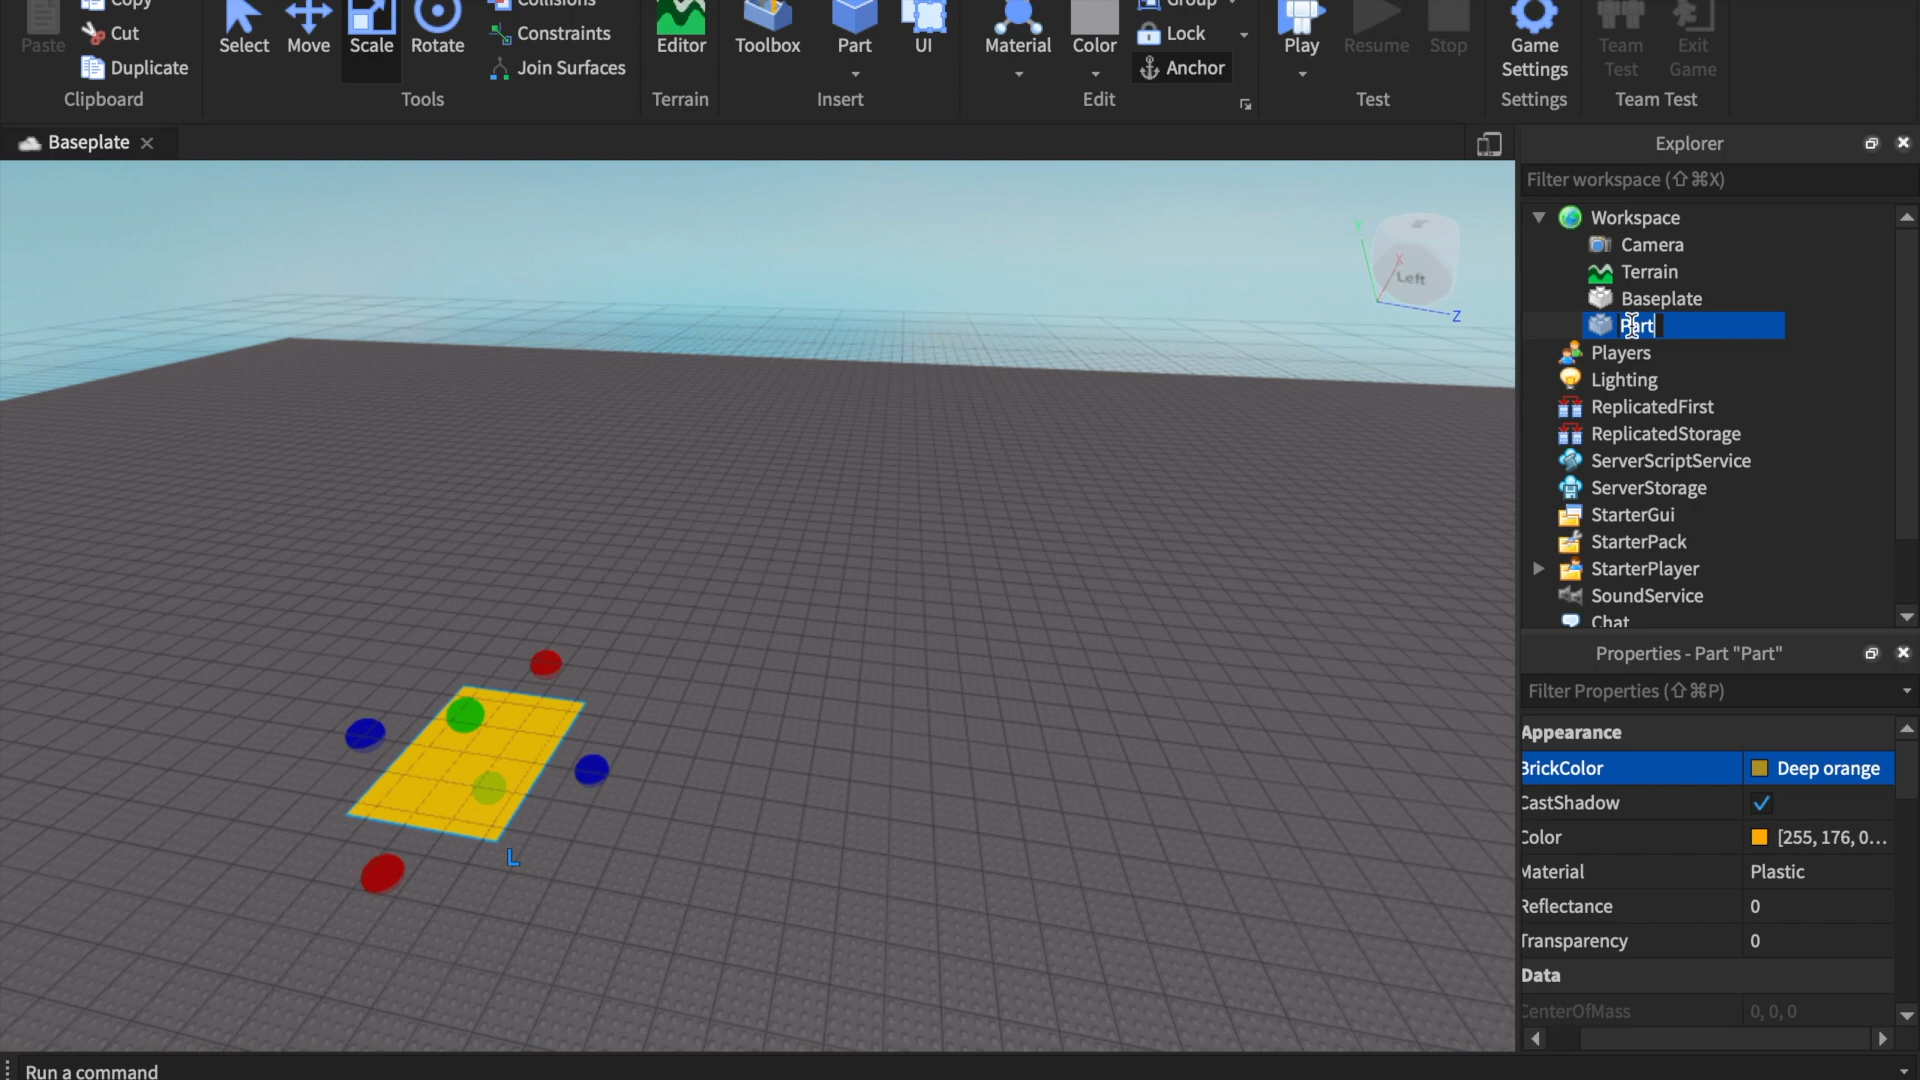 Copy
Paste
Cut
Duplicate
Clipboard
Select
Move
Scale
Rotate
Collisions
Constraints
Join Surfaces
Tools
Editor
Terrain
Toolbox
Part
UI
Insert
Material
Color
Group
Lock
Anchor
Edit
Play
Resume
Stop
Test
Game
Settings
Settings
Team
Test
Exit
Game
Team Test
Baseplate
Explorer
Filter workspace (⇧⌘X)
Workspace
Camera
Terrain
Baseplate
Part
Players
Lighting
ReplicatedFirst
ReplicatedStorage
ServerScriptService
ServerStorage
StarterGui
StarterPack
StarterPlayer
SoundService
Chat
Y
X
Left
Z
L
Properties - Part "Part"
Filter Properties (⇧⌘P)
Appearance
BrickColor Deep orange
CastShadow
Color [255, 176, 0...
Material Plastic
Reflectance 0
Transparency 0
Data
CenterOfMass 0, 0, 0
Run a command